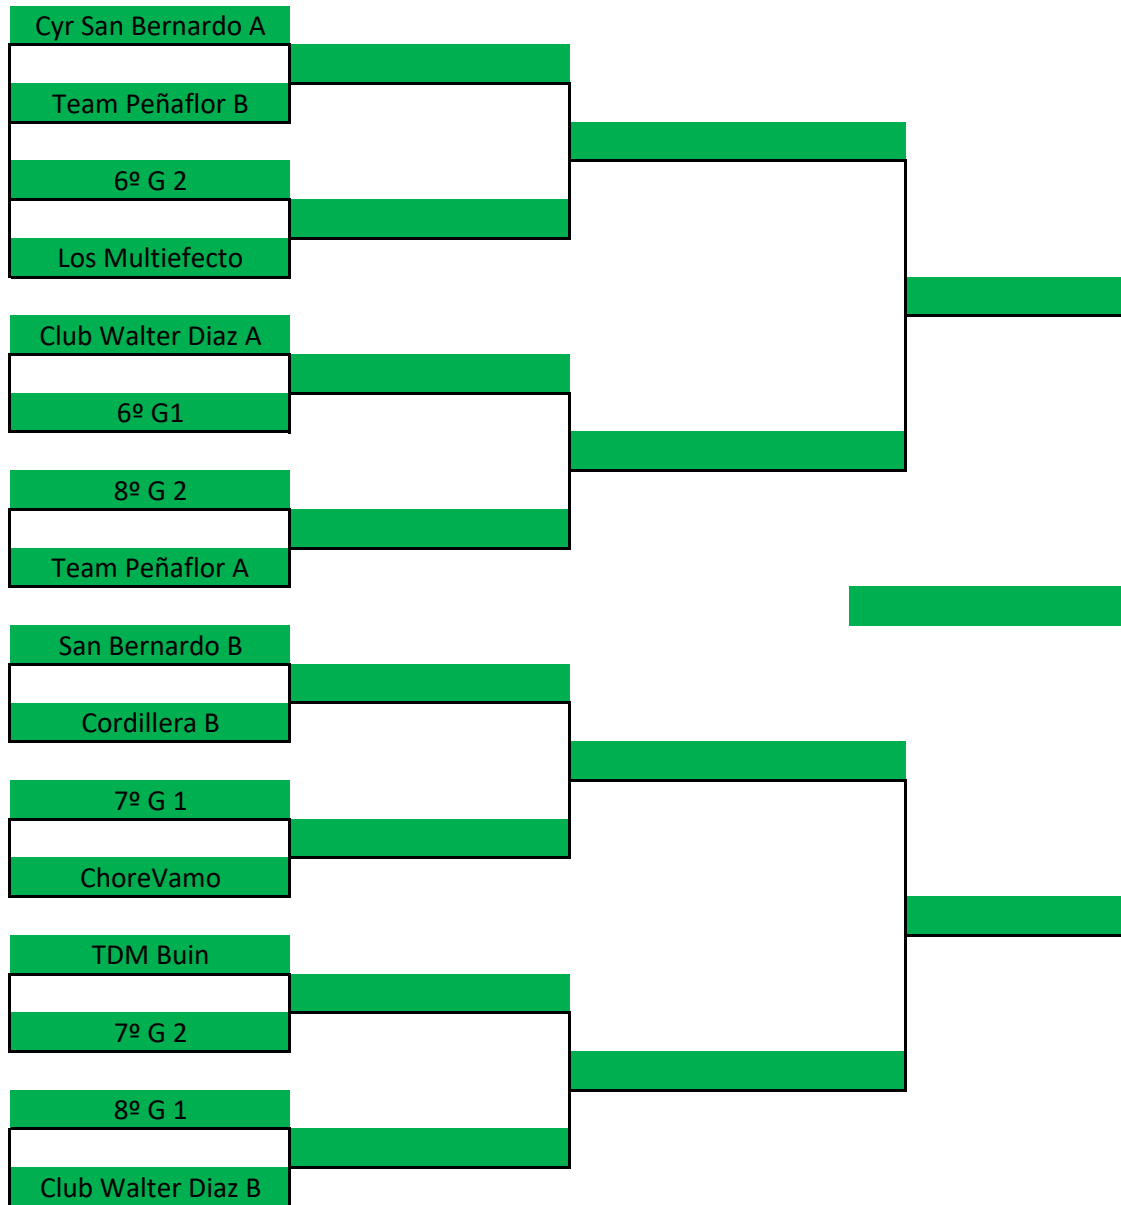 Cyr San Bernardo A
Team Peñaflor B
6º G 2
Los Multiefecto
Club Walter Diaz A
6º G1
8º G 2
Team Peñaflor A
San Bernardo B
Cordillera B
7º G 1
ChoreVamo
TDM Buin
7º G 2
8º G 1
Club Walter Diaz B